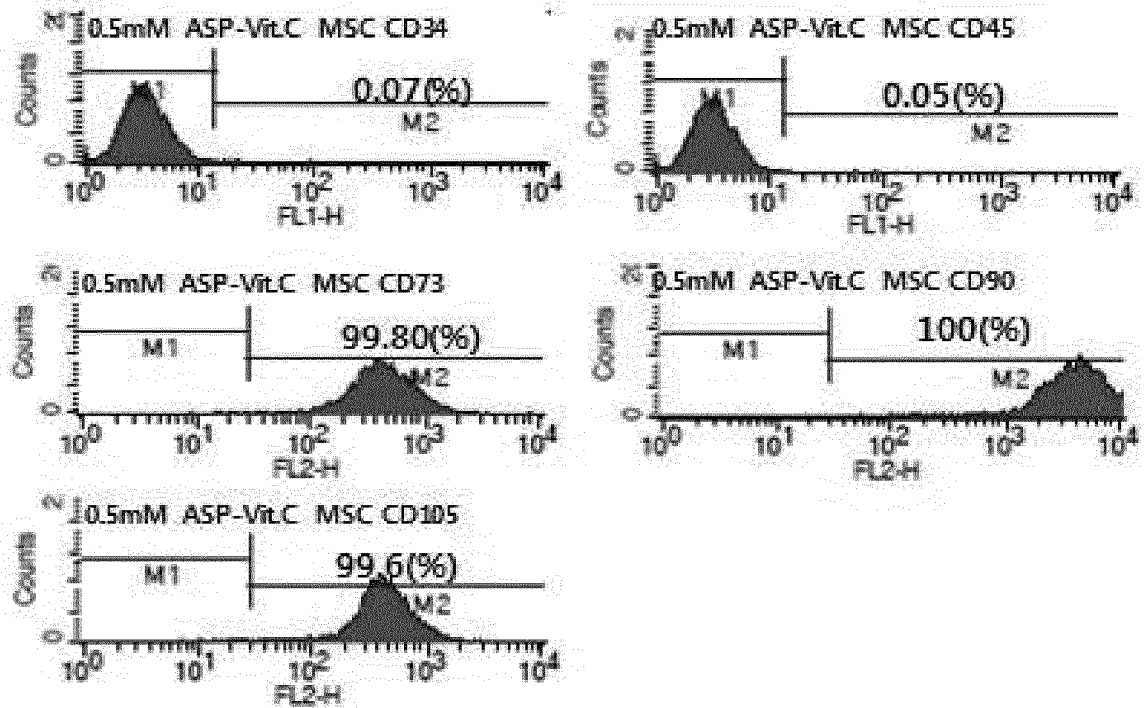 0.5mM ASP-Vit.C MSC CD34
Counts
0
M1
0.07(%)
M2
10^0 10^1 10^2 10^3 10^4
FL1-H
0.5mM ASP-Vit.C MSC CD45
Counts
0
M1
0.05(%)
M2
10^0 10^1 10^2 10^3 10^4
FL1-H
0.5mM ASP-Vit.C MSC CD73
Counts
0
M1
99.80(%)
M2
10^0 10^1 10^2 10^3 10^4
FL2-H
0.5mM ASP-Vit.C MSC CD90
Counts
0
M1
100(%)
M2
10^0 10^1 10^2 10^3 10^4
FL2-H
0.5mM ASP-Vit.C MSC CD105
Counts
0
M1
99.6(%)
M2
10^0 10^1 10^2 10^3 10^4
FL2-H